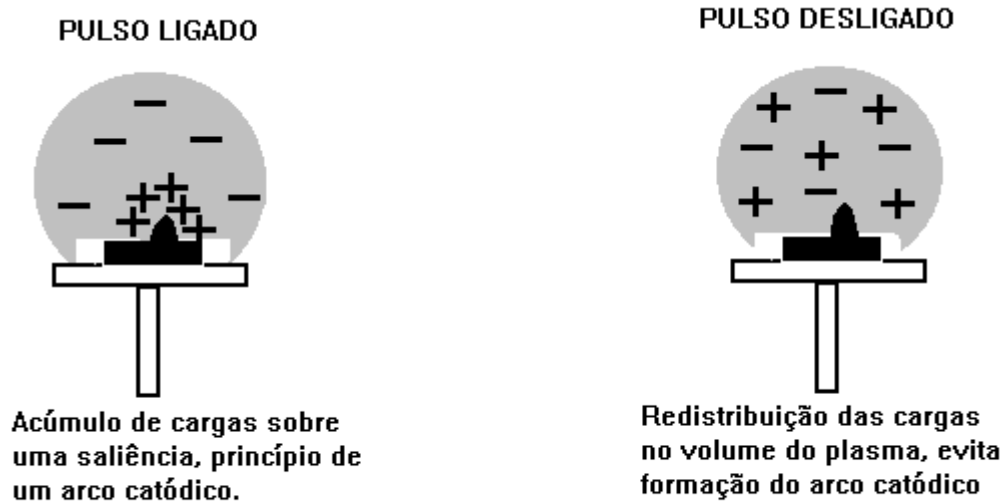 PULSO LIGADO
Acúmulo de cargas sobre
uma saliência, princípio de
um arco catódico.
PULSO DESLIGADO
Redistribuição das cargas
no volume do plasma, evita
formação do arco catódico